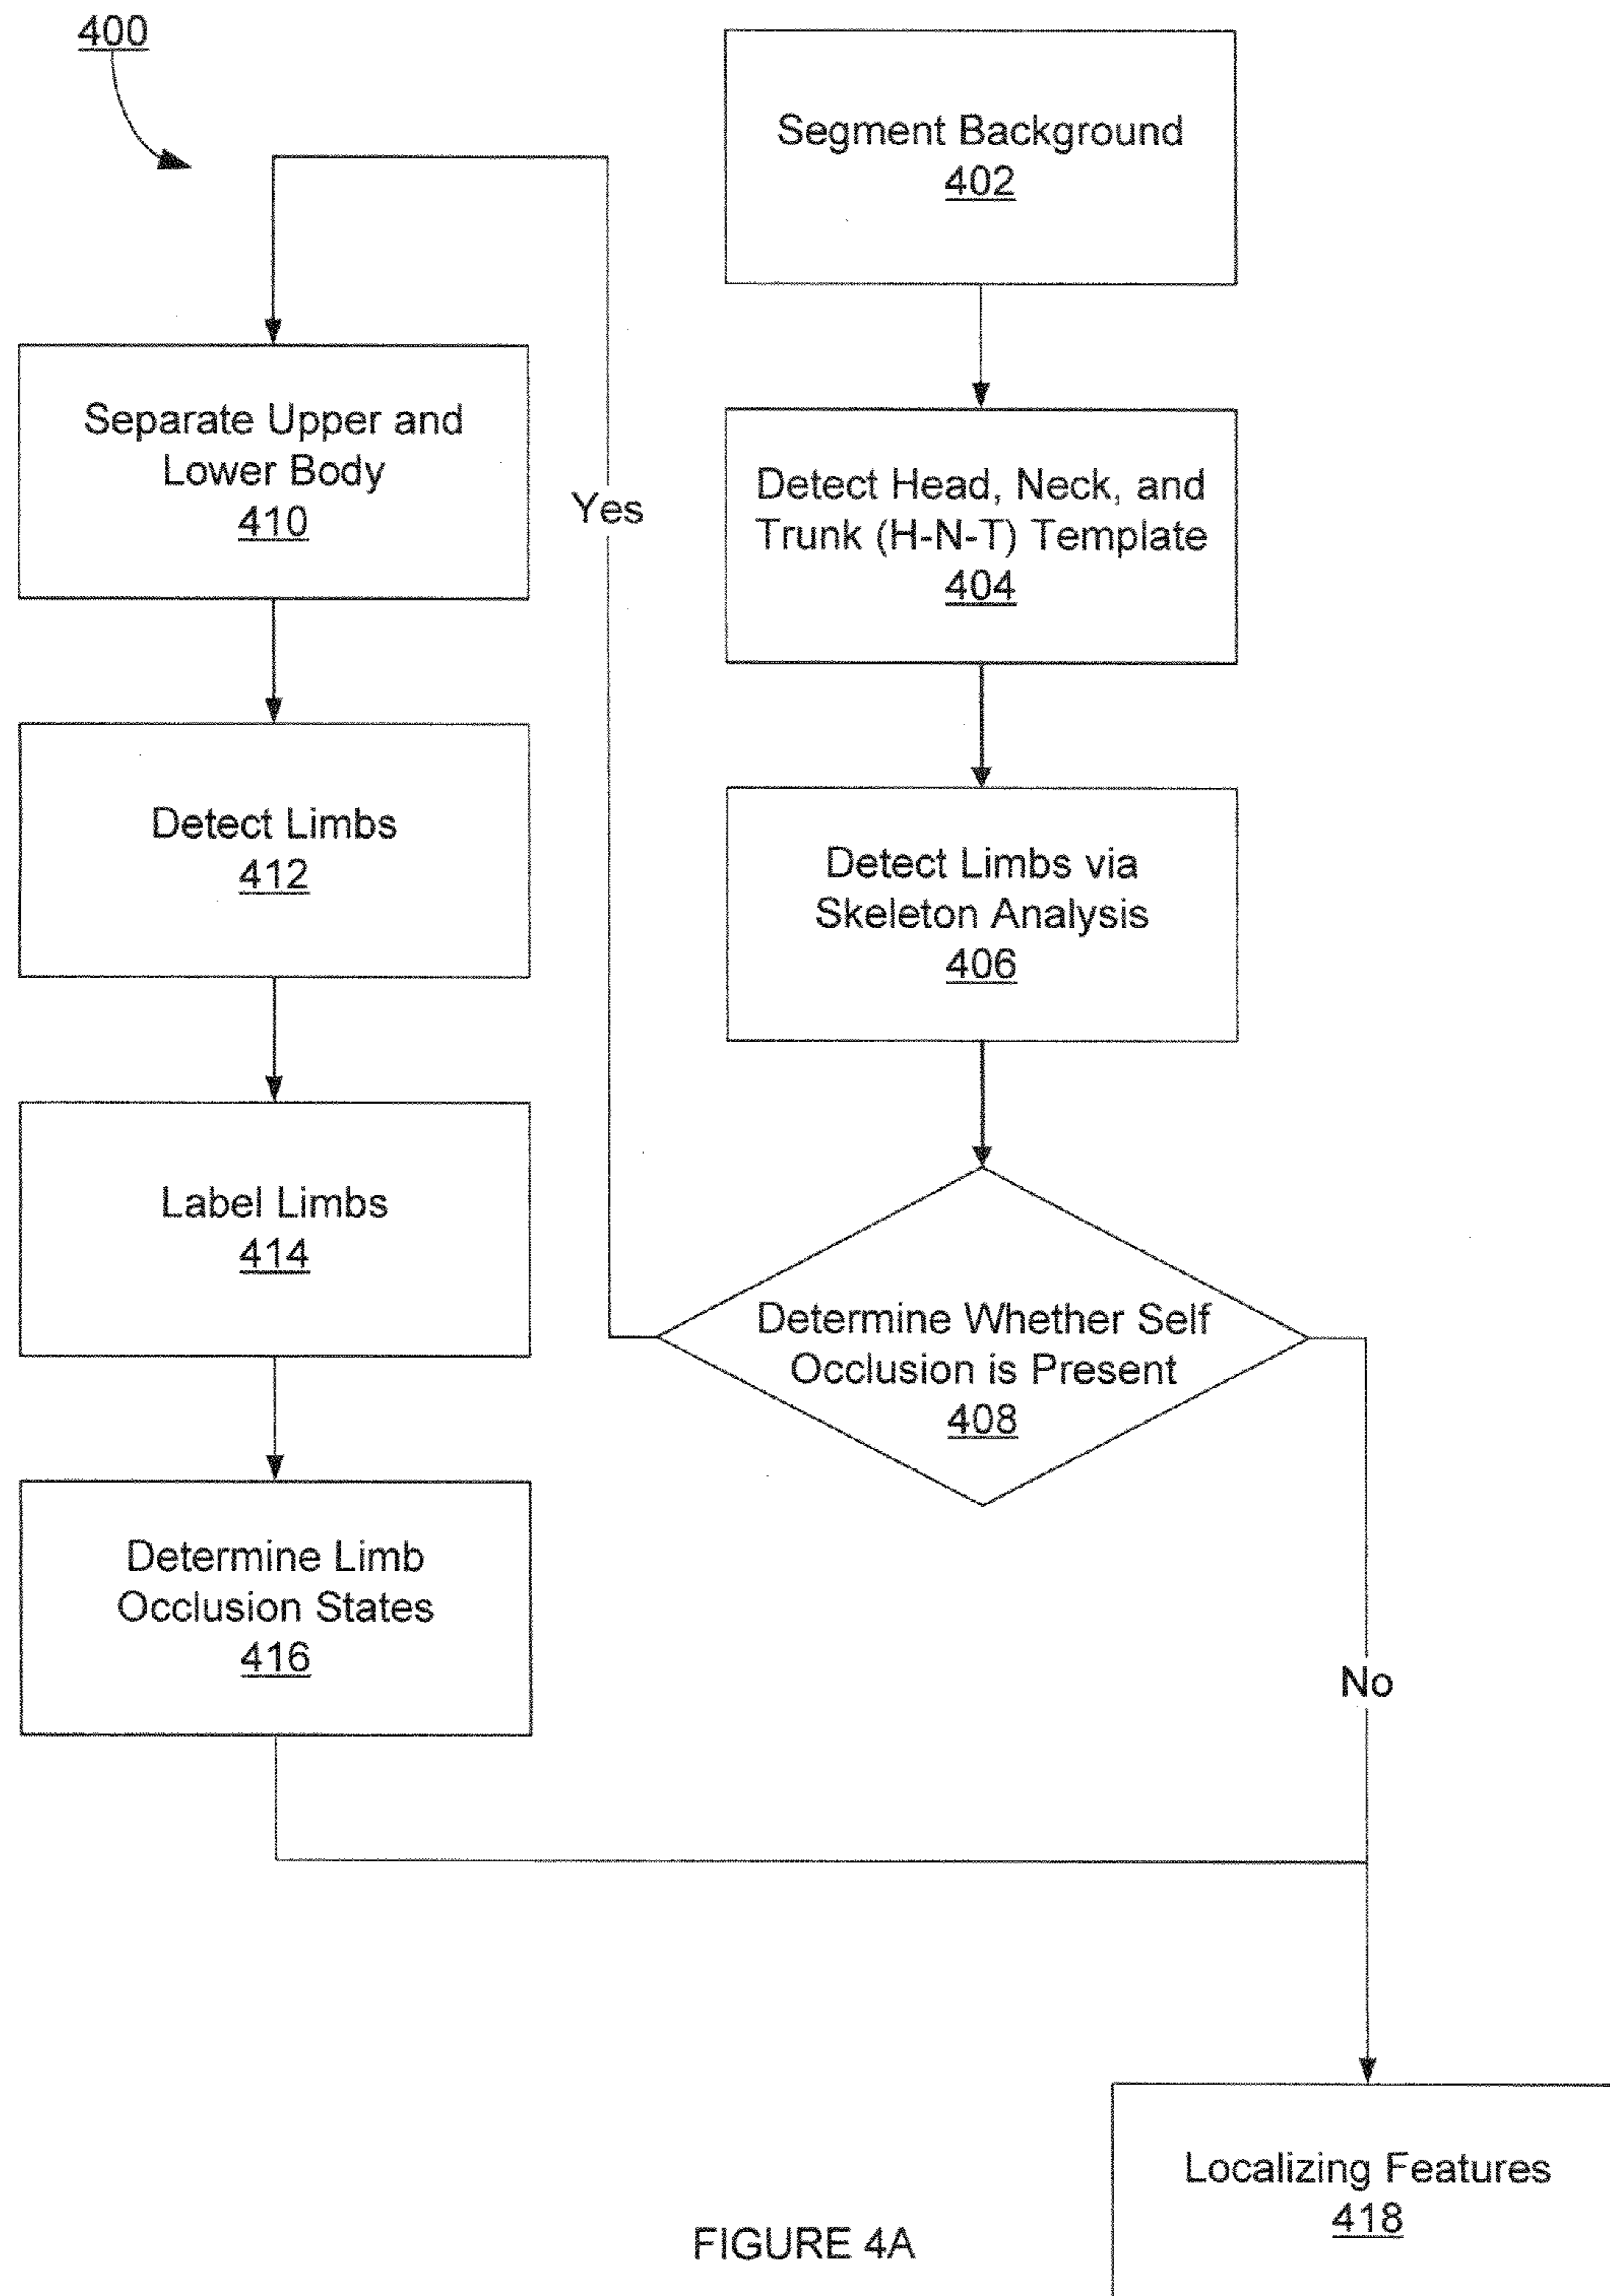 400
Segment Background
402
Separate Upper and
Lower Body
410
Yes
Detect Head, Neck, and
Trunk (H-N-T) Template
404
Detect Limbs
412
Detect Limbs via
Skeleton Analysis
406
Label Limbs
414
Determine Whether Self
Occlusion is Present
408
Determine Limb
Occlusion States
416
No
Localizing Features
418
FIGURE 4A